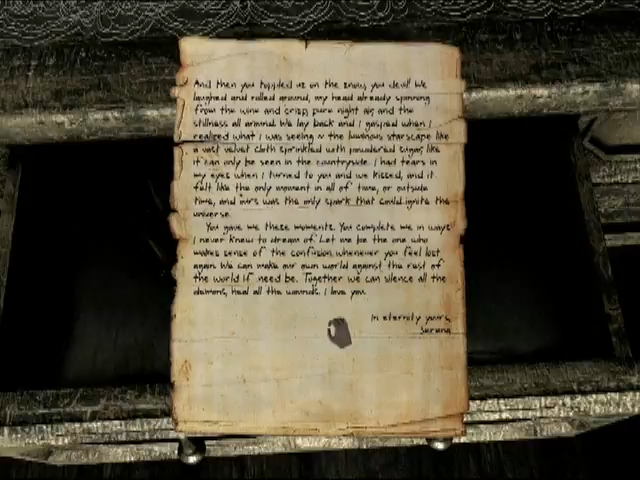 And then you toppled us on the snow, you devil! We
laughed and rolled around, my head already spinning
from the wine and crisp, pure night air, and the
stillness all around. We lay back and I gasped when I
realized what I was seeing ~ the luminous starscape like
a vast velvet cloth sprinkled with powdered sugar, like
it can only be seen in the countryside. I had tears in
my eyes when I turned to you and we kissed, and it
felt like the only moment in all of time, or outside
time, and ours was the only spark that could ignite the
universe.
You gave me these moments. You complete me in ways
I never knew to dream of. Let me be the one who
makes sense of the confusion whenever you feel lost
again. We can make our own world against the rest of
the world if need be. Together we can silence all the
demons, heal all the wounds. I love you.
In eternity yours,